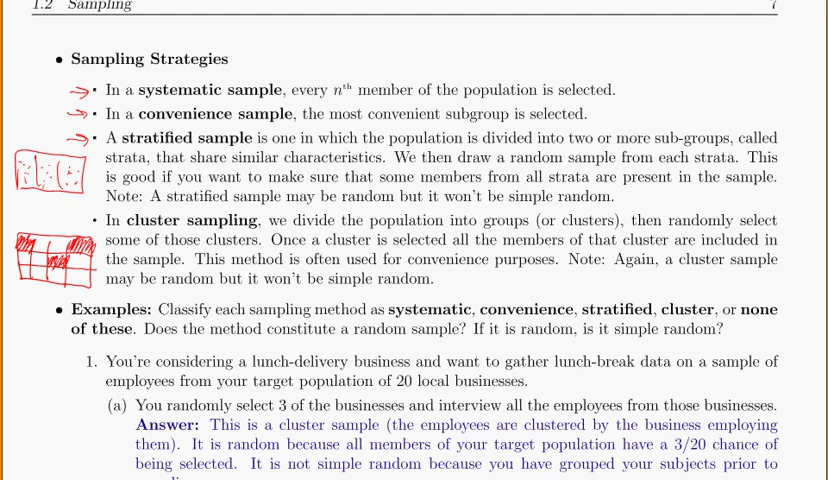 1.2 Sampling 7
• Sampling Strategies
· In a systematic sample, every nth member of the population is selected.
· In a convenience sample, the most convenient subgroup is selected.
· A stratified sample is one in which the population is divided into two or more sub-groups, called
strata, that share similar characteristics. We then draw a random sample from each strata. This
is good if you want to make sure that some members from all strata are present in the sample.
Note: A stratified sample may be random but it won't be simple random.
· In cluster sampling, we divide the population into groups (or clusters), then randomly select
some of those clusters. Once a cluster is selected all the members of that cluster are included in
the sample. This method is often used for convenience purposes. Note: Again, a cluster sample
may be random but it won't be simple random.
• Examples: Classify each sampling method as systematic, convenience, stratified, cluster, or none
of these. Does the method constitute a random sample? If it is random, is it simple random?
1. You're considering a lunch-delivery business and want to gather lunch-break data on a sample of
employees from your target population of 20 local businesses.
(a) You randomly select 3 of the businesses and interview all the employees from those businesses.
Answer: This is a cluster sample (the employees are clustered by the business employing
them). It is random because all members of your target population have a 3/20 chance of
being selected. It is not simple random because you have grouped your subjects prior to